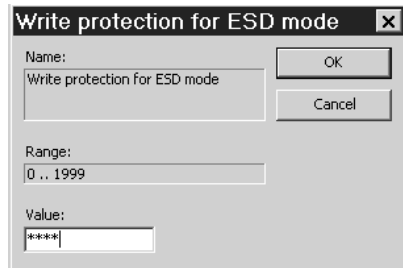 Write protection for ESD mode
Name:
Write protection for ESD mode
OK
Cancel
Range:
0 .. 1999
Value:
****